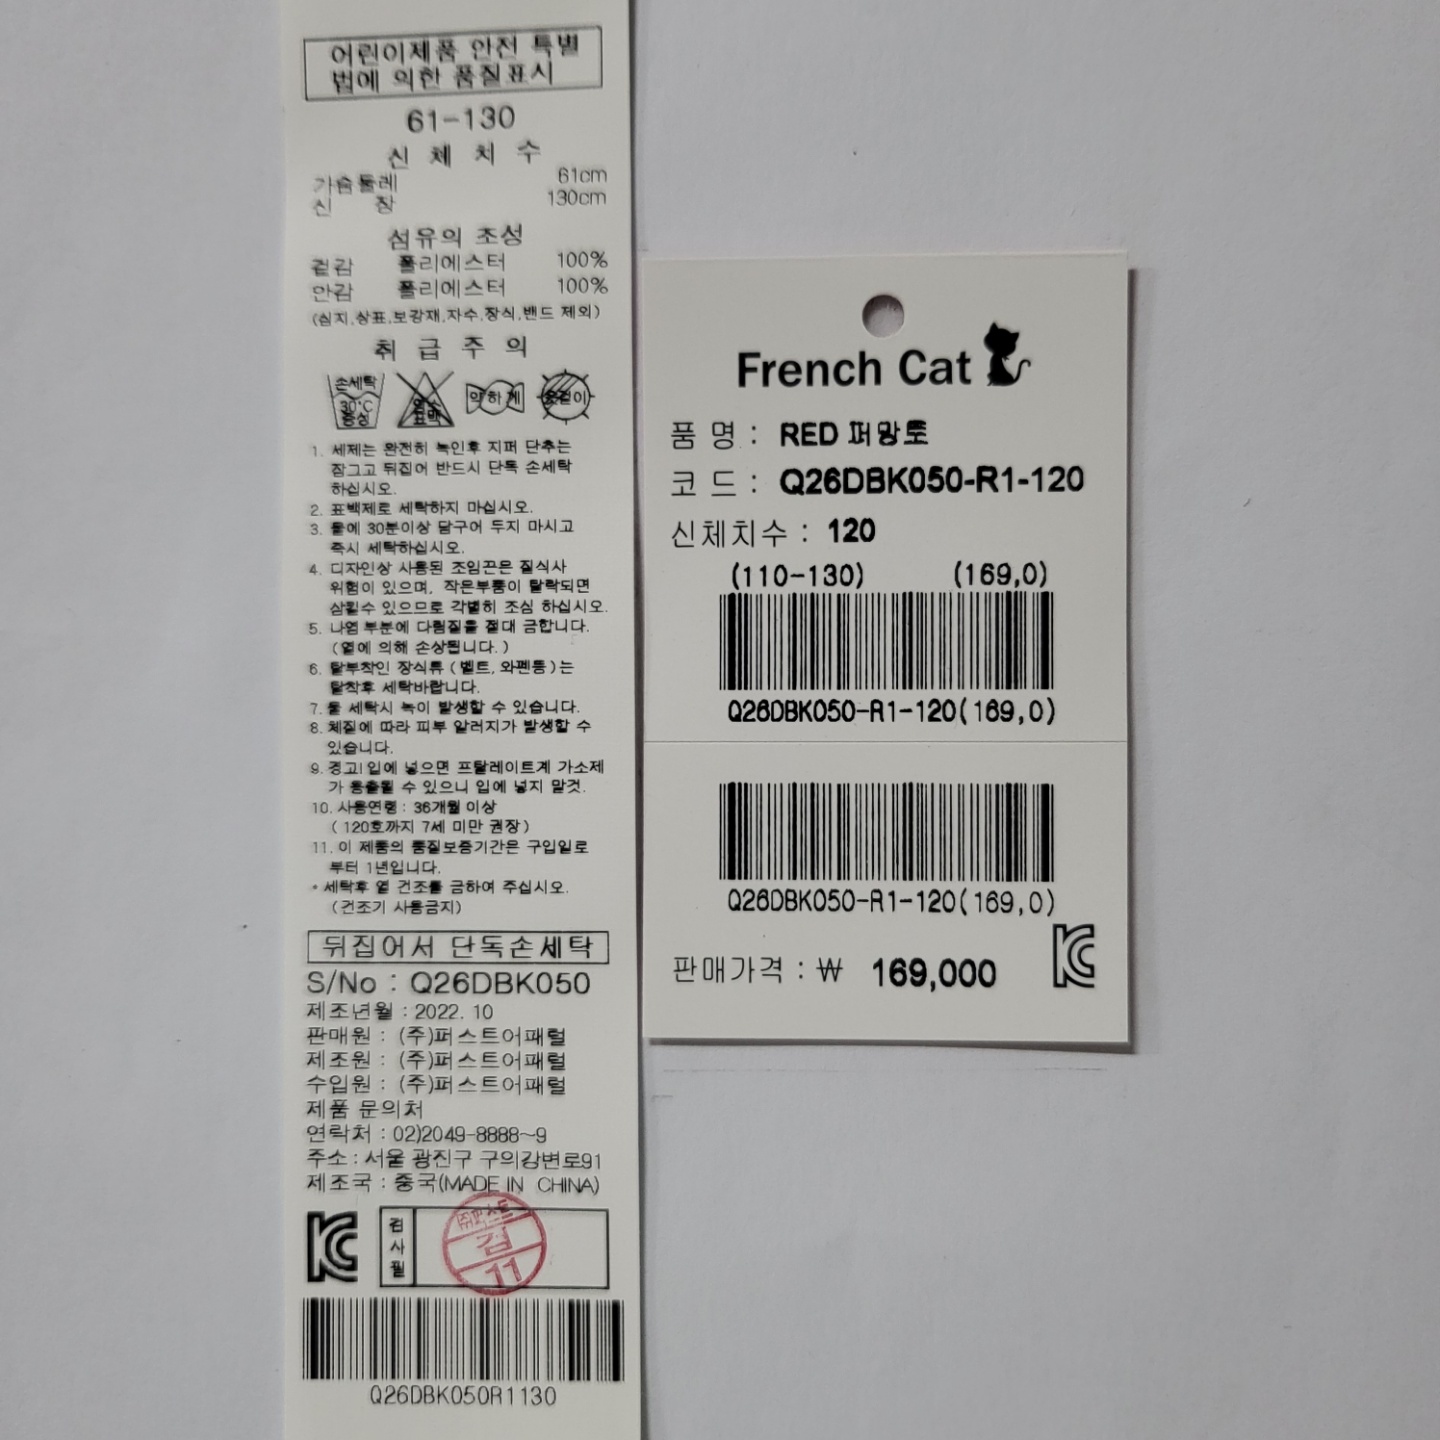 어린이제품 안전 특별
법에 의한 품질표시
61-130
신 체 치 수
가슴둘레 61cm
신 장 130cm
섬유의 조성
겉감 폴리에스터 100%
안감 폴리에스터 100%
(심지,상표,보강재,자수,장식,밴드 제외)
취 급 주 의
손세탁 30°C 중성
염소 표백
약하게
옷걸이
1. 세제는 완전히 녹인후 지퍼 단추는
잠그고 뒤집어 반드시 단독 손세탁
하십시오.
2. 표백제로 세탁하지 마십시오.
3. 물에 30분이상 담구어 두지 마시고
즉시 세탁하십시오.
4. 디자인상 사용된 조임끈은 질식사
위험이 있으며, 작은부품이 탈락되면
삼킬수 있으므로 각별히 조심 하십시오.
5. 나염 부분에 다림질을 절대 금합니다.
(열에 의해 손상됩니다.)
6. 탈부착인 장식류 (벨트, 와펜등)는
탈착후 세탁바랍니다.
7. 물 세탁시 녹이 발생할 수 있습니다.
8. 체질에 따라 피부 알러지가 발생할 수
있습니다.
9. 경고! 입에 넣으면 프탈레이트계 가소제
가 용출될 수 있으니 입에 넣지 말것.
10. 사용연령 : 36개월 이상
(120호까지 7세 미만 권장)
11. 이 제품의 품질보증기간은 구입일로
부터 1년입니다.
• 세탁후 열 건조를 금하여 주십시오.
(건조기 사용금지)
뒤집어서 단독손세탁
S/No : Q26DBK050
제조년월 : 2022. 10
판매원 : (주)퍼스트어패럴
제조원 : (주)퍼스트어패럴
수입원 : (주)퍼스트어패럴
제품 문의처
연락처 : 02)2049-8888~9
주소 : 서울 광진구 구의강변로91
제조국 : 중국(MADE IN CHINA)
KC
검사필
검
11
Q26DBK050R1130
French Cat
품 명 : RED 퍼망토
코 드 : Q26DBK050-R1-120
신체치수 : 120
(110-130) (169,0)
Q26DBK050-R1-120(169,0)
Q26DBK050-R1-120(169,0)
판매가격 : ₩ 169,000
KC